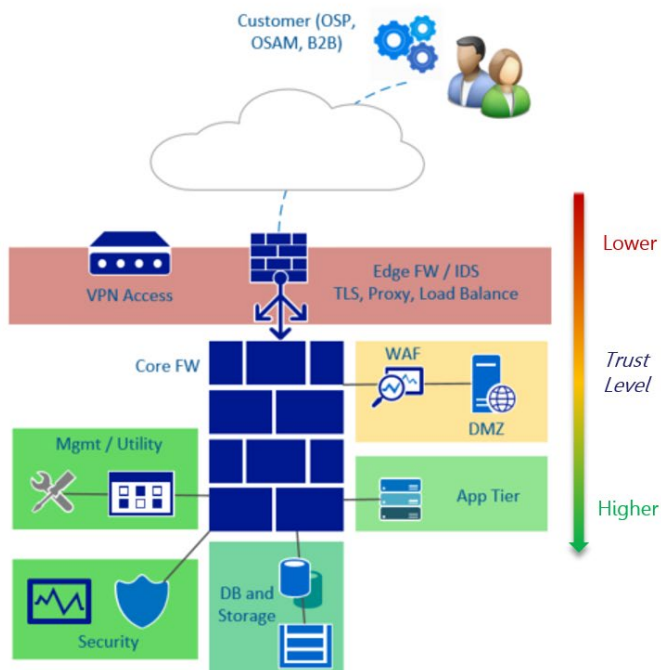 Customer (OSP,
OSAM, B2B)
Lower
VPN Access
Edge FW / IDS
TLS, Proxy, Load Balance
Core FW
WAF
Trust
Level
DMZ
Mgmt / Utility
App Tier
Higher
DB and
Storage
Security